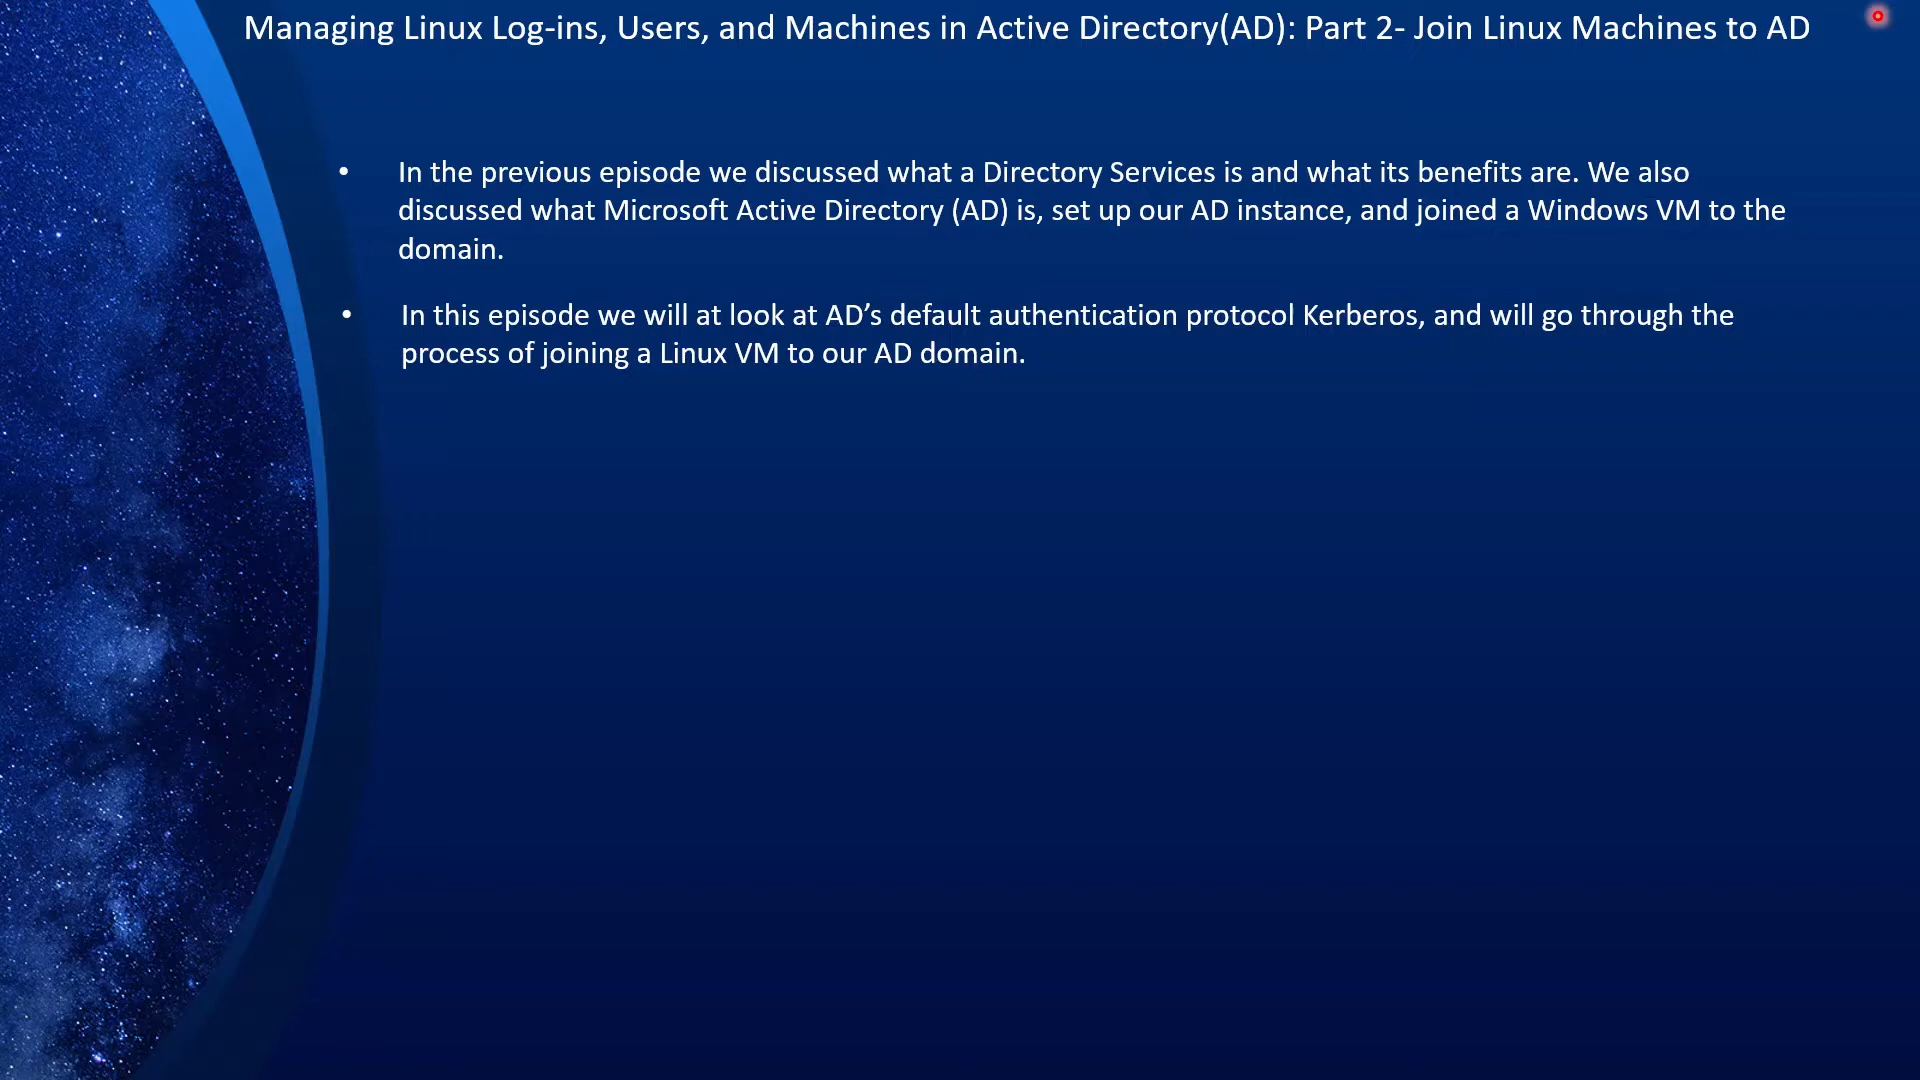 Managing Linux Log-ins, Users, and Machines in Active Directory(AD): Part 2- Join Linux Machines to AD
• In the previous episode we discussed what a Directory Services is and what its benefits are. We also
discussed what Microsoft Active Directory (AD) is, set up our AD instance, and joined a Windows VM to the
domain.
• In this episode we will at look at AD’s default authentication protocol Kerberos, and will go through the
process of joining a Linux VM to our AD domain.